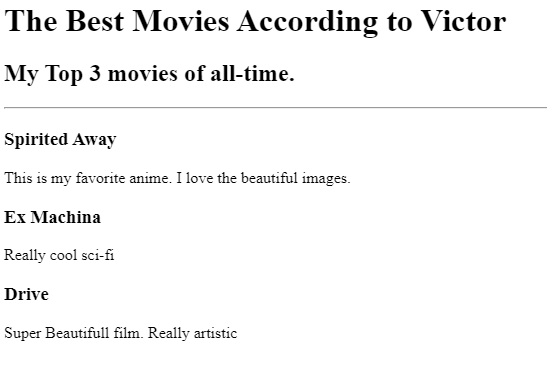 The Best Movies According to Victor
My Top 3 movies of all-time.
Spirited Away
This is my favorite anime. I love the beautiful images.
Ex Machina
Really cool sci-fi
Drive
Super Beautifull film. Really artistic